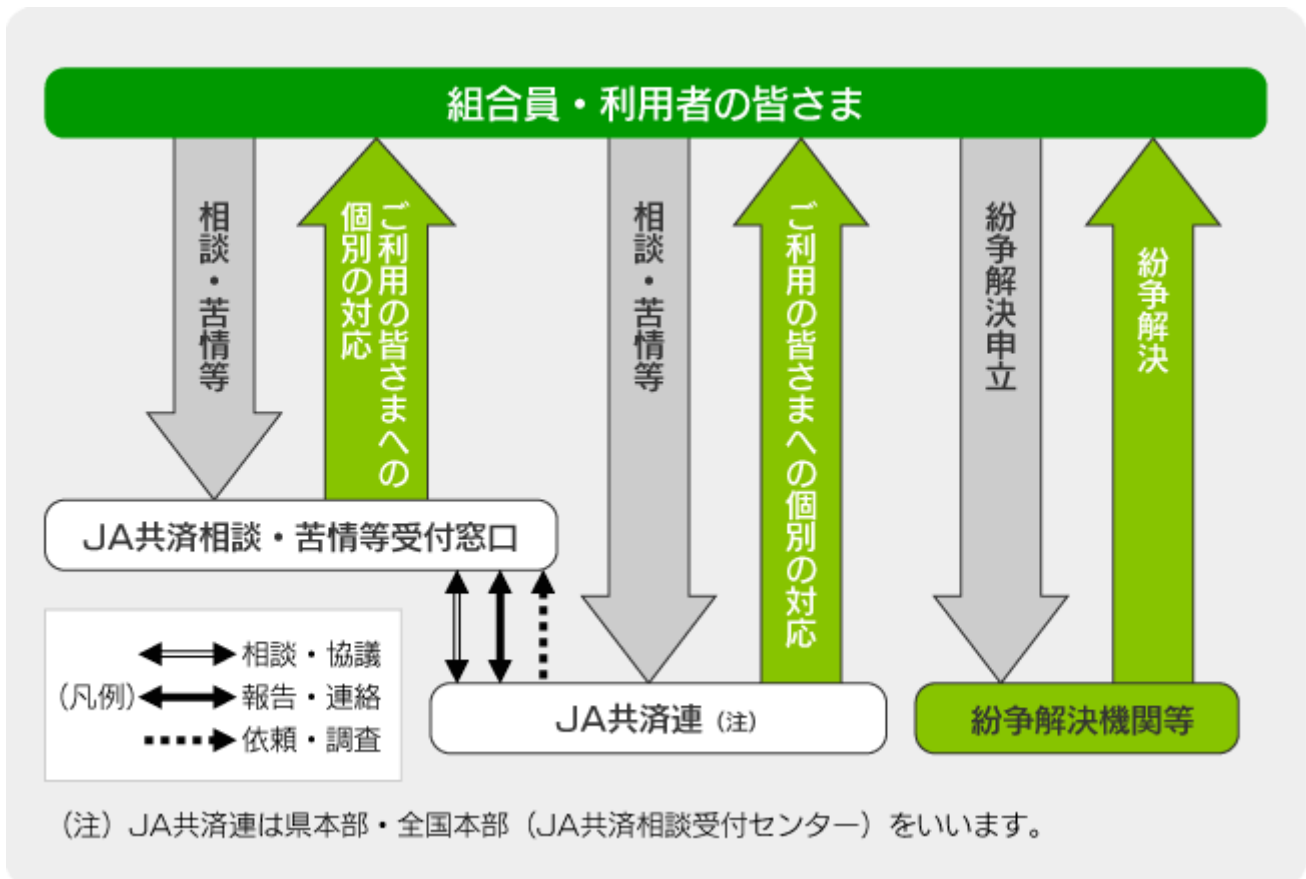 組合員・利用者の皆さま
相談・苦情等
ご利用の皆さまへの
個別の対応
相談・苦情等
ご利用の皆さまへの個別の対応
紛争解決申立
紛争解決
JA共済相談・苦情等受付窓口
JA共済連（注）
紛争解決機関等
（凡例）
相談・協議
報告・連絡
依頼・調査
（注）JA共済連は県本部・全国本部（JA共済相談受付センター）をいいます。